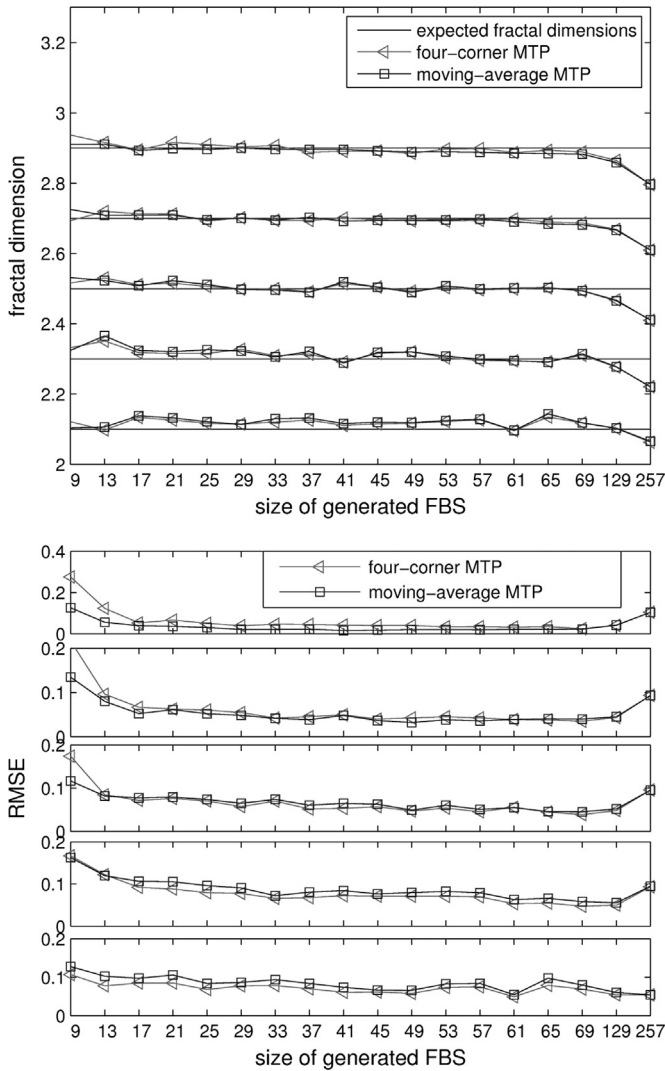 3.2
3
2.8
2.6
2.4
2.2
2
fractal dimension
expected fractal dimensions
four−corner MTP
moving−average MTP
9 13 17 21 25 29 33 37 41 45 49 53 57 61 65 69 129 257
size of generated FBS
0.4
0.2
0
four−corner MTP
moving−average MTP
0.2
0.1
0
0.2
0.1
0
0.2
0.1
0
0.2
0.1
0
RMSE
9 13 17 21 25 29 33 37 41 45 49 53 57 61 65 69 129 257
size of generated FBS